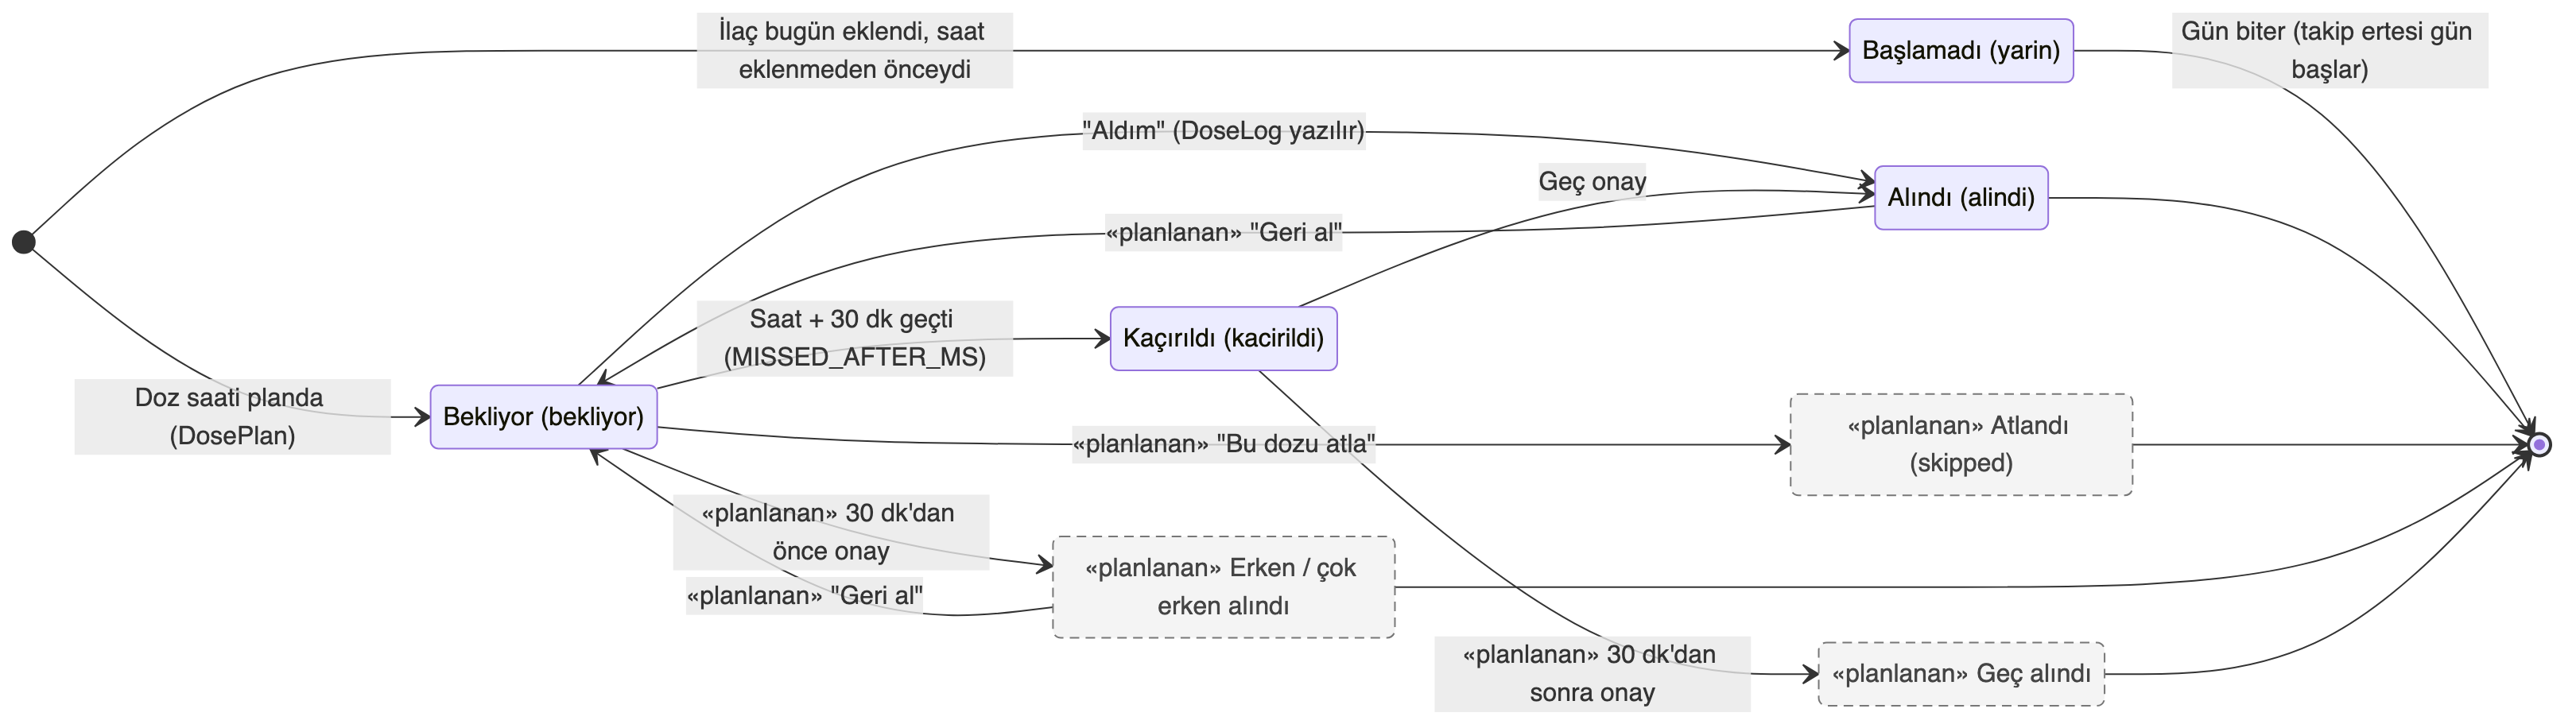 İlaç bugün eklendi, saat
eklenmeden önceydi
Başlamadı (yarin)
Gün biter (takip ertesi gün
başlar)
"Aldım" (DoseLog yazılır)
Geç onay
Alındı (alindi)
«planlanan» "Geri al"
Saat + 30 dk geçti
(MISSED_AFTER_MS)
Kaçırıldı (kacirildi)
Doz saati planda
(DosePlan)
Bekliyor (bekliyor)
«planlanan» "Bu dozu atla"
«planlanan» Atlandı
(skipped)
«planlanan» 30 dk'dan
önce onay
«planlanan» Erken / çok
erken alındı
«planlanan» "Geri al"
«planlanan» 30 dk'dan
sonra onay
«planlanan» Geç alındı